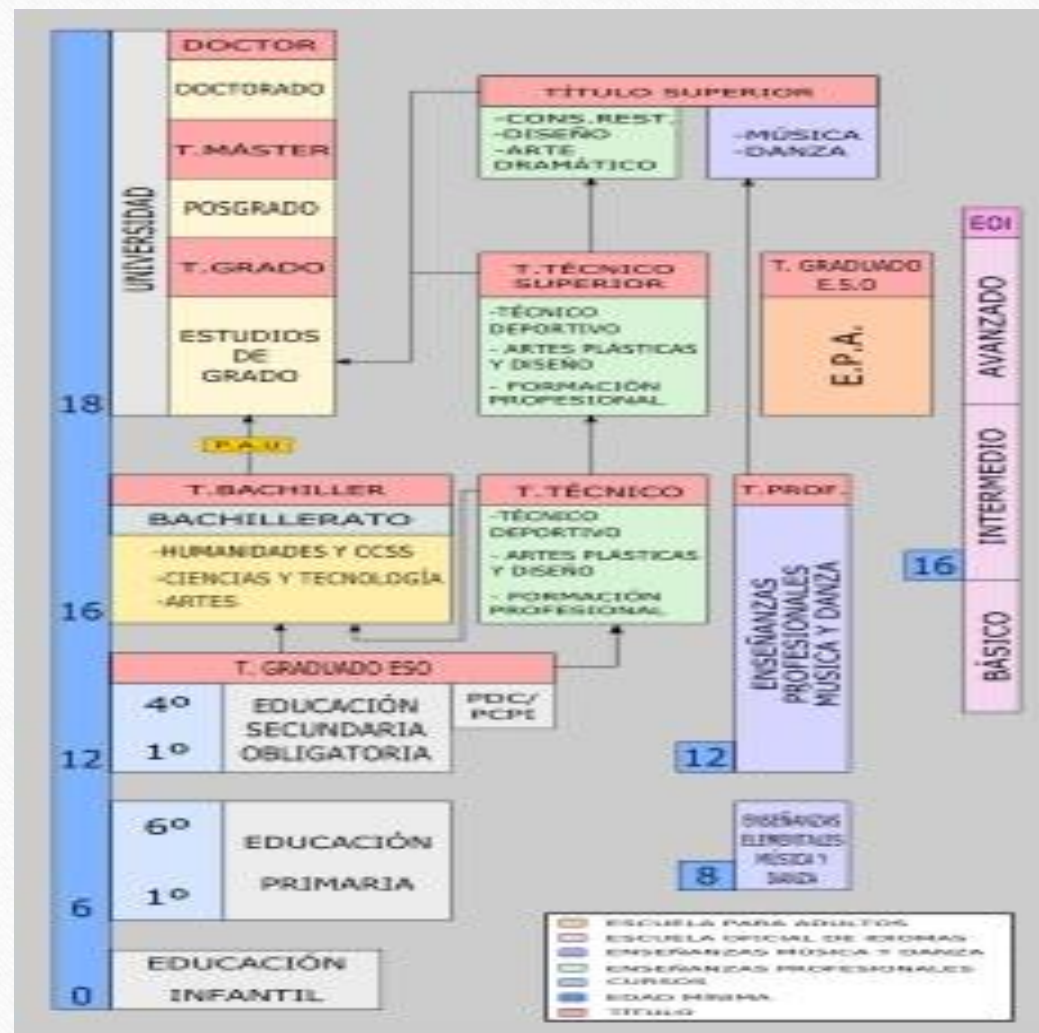 DOCTOR
DOCTORADO
T.MÁSTER
POSGRADO
T.GRADO
ESTUDIOS
DE
GRADO
UNIVERSIDAD
18
P.A.U
TÍTULO SUPERIOR
-CONS.REST.
-DISEÑO
-ARTE
DRAMÁTICO
-MÚSICA
-DANZA
T.TÉCNICO
SUPERIOR
-TÉCNICO
DEPORTIVO
- ARTES PLÁSTICAS
Y DISEÑO
- FORMACIÓN
PROFESIONAL
T. GRADUADO
E.S.O
E.P.A.
EOI
AVANZADO
INTERMEDIO
16
BÁSICO
T.BACHILLER
BACHILLERATO
-HUMANIDADES Y CCSS
-CIENCIAS Y TECNOLOGÍA
-ARTES
16
T.TÉCNICO
-TÉCNICO
DEPORTIVO
- ARTES PLÁSTICAS
Y DISEÑO
- FORMACIÓN
PROFESIONAL
T.PROF.
ENSEÑANZAS
PROFESIONALES
MUSICA Y DANZA
12
T. GRADUADO ESO
4º
1º
EDUCACIÓN
SECUNDARIA
OBLIGATORIA
PDC/
PCPI
12
6º
1º
EDUCACIÓN
PRIMARIA
6
ENSEÑANZAS
ELEMENTALES
MÚSICA Y
DANZA
8
EDUCACIÓN
INFANTIL
0
ESCUELA PARA ADULTOS
ESCUELA OFICIAL DE IDIOMAS
ENSEÑANZAS MÚSICA Y DANZA
ENSEÑANZAS PROFESIONALES
CURSOS
EDAD MÍNIMA
TÍTULO